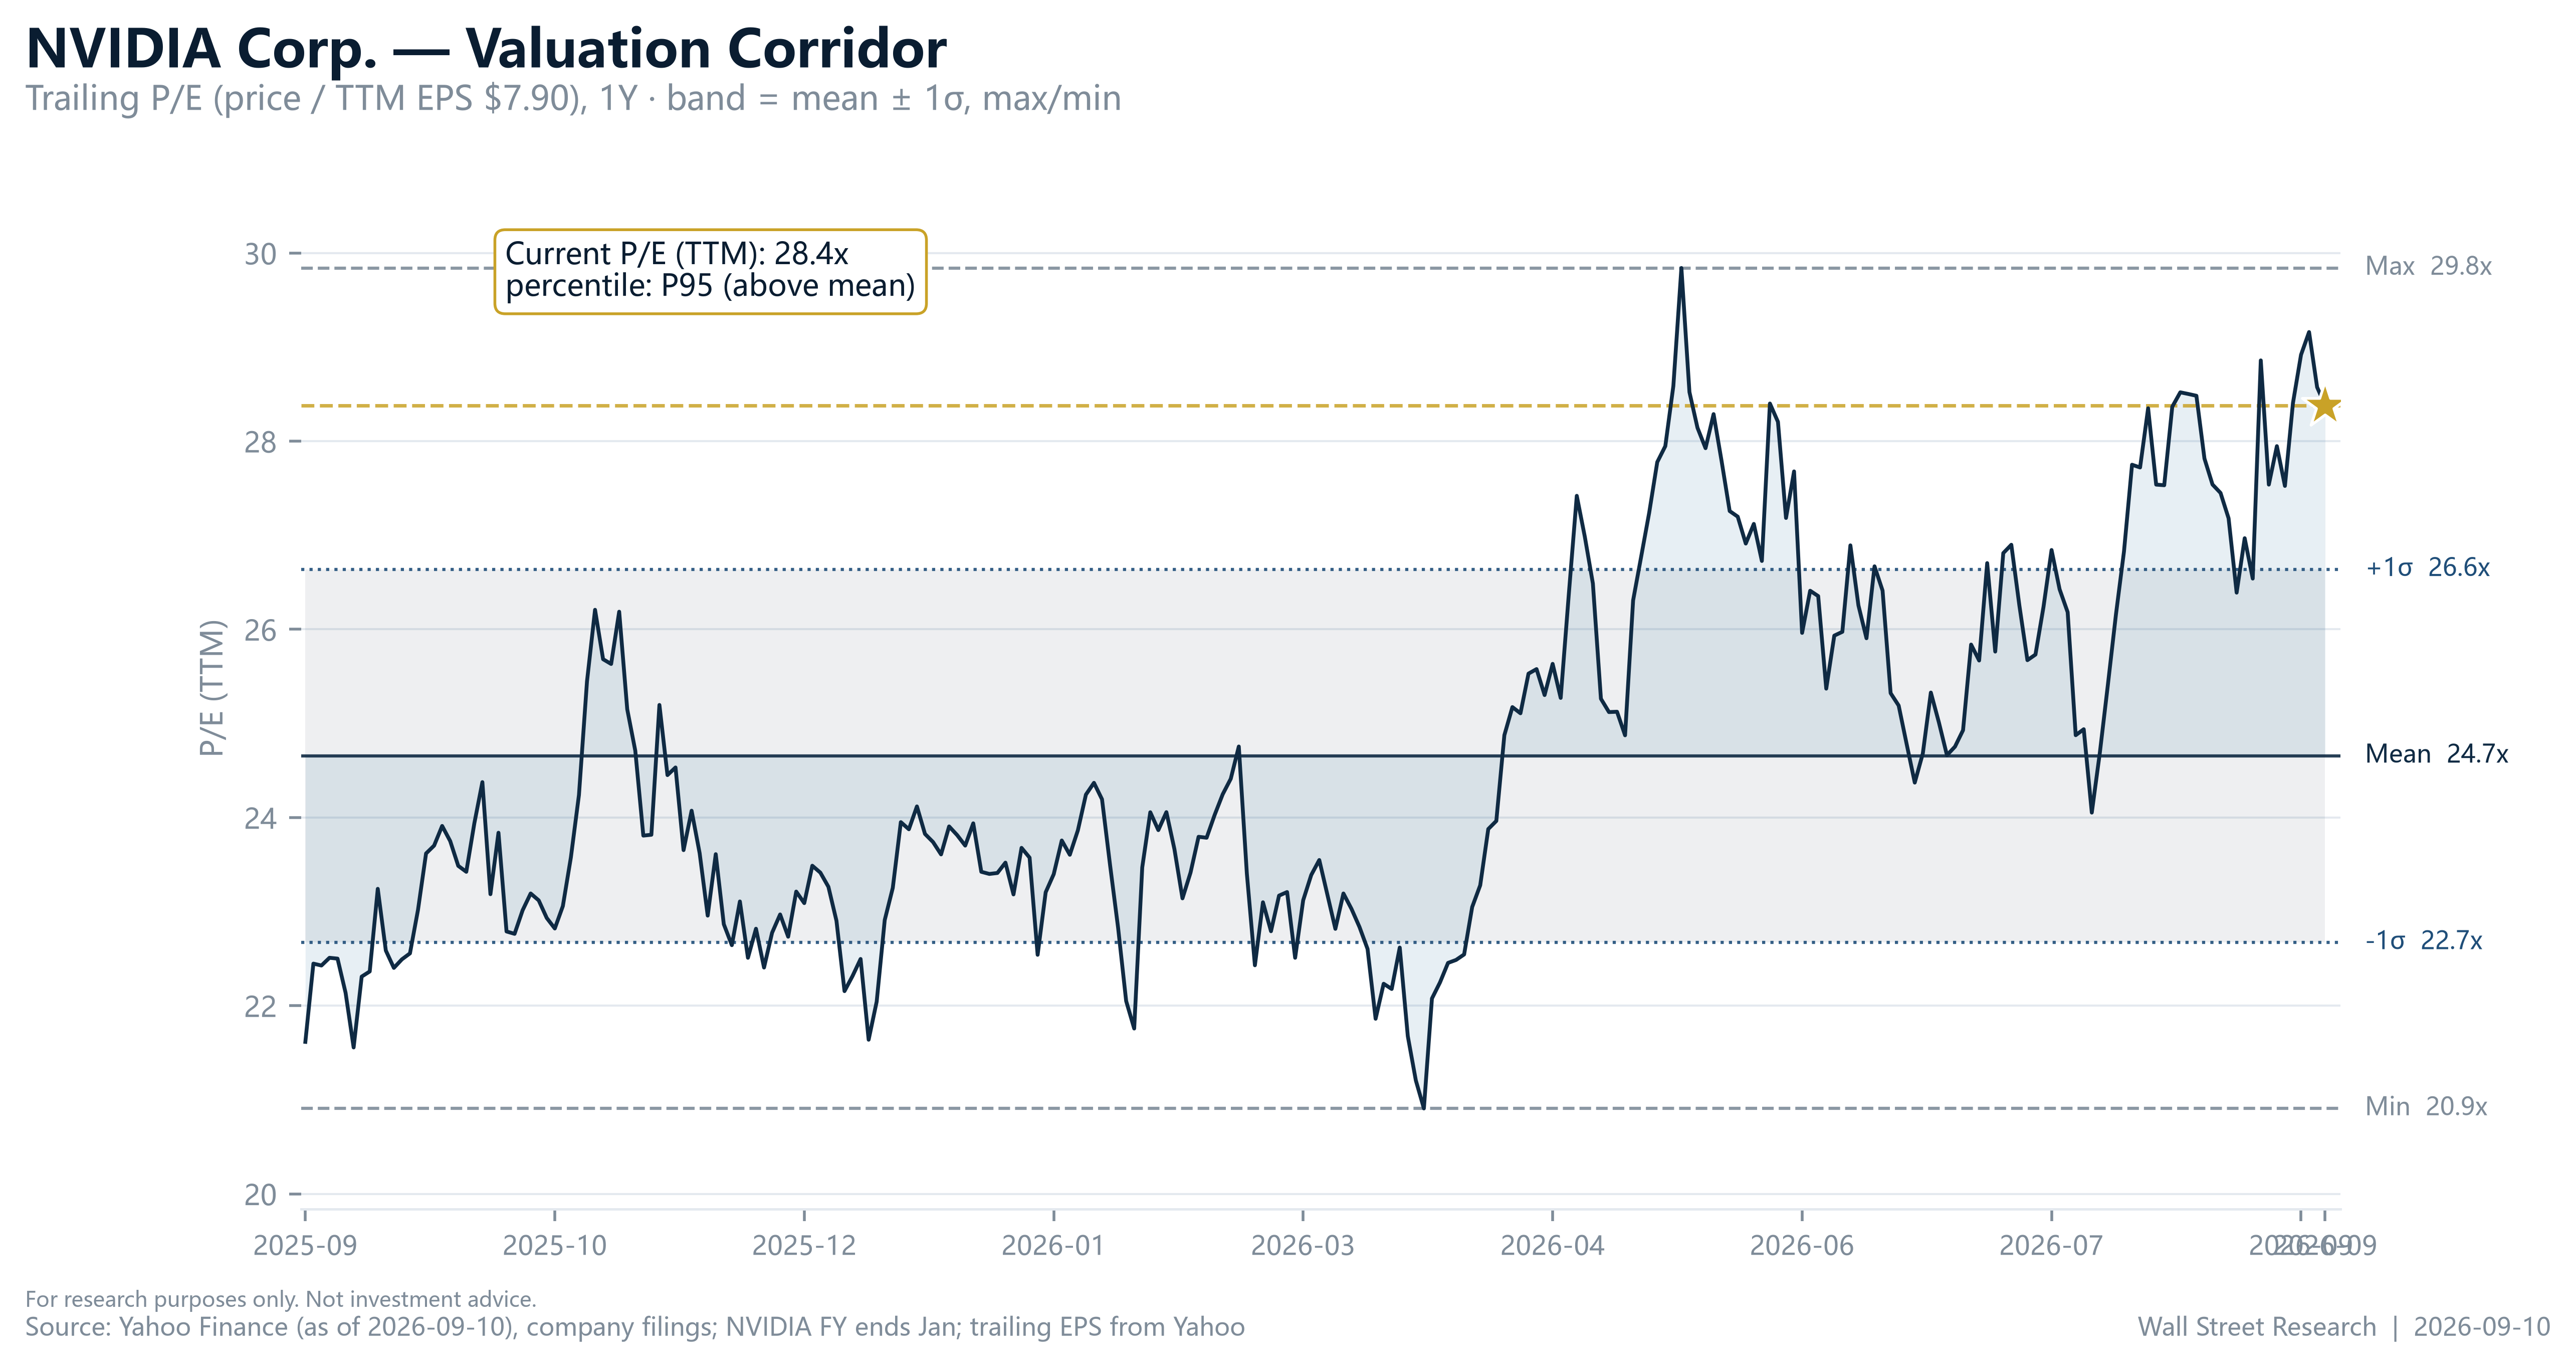 NVIDIA Corp. — Valuation Corridor
Trailing P/E (price / TTM EPS $7.90), 1Y · band = mean ± 1σ, max/min
Current P/E (TTM): 28.4x
percentile: P95 (above mean)
P/E (TTM)
30
28
26
24
22
20
Max 29.8x
+1σ 26.6x
Mean 24.7x
-1σ 22.7x
Min 20.9x
2025-09
2025-10
2025-12
2026-01
2026-03
2026-04
2026-06
2026-07
2026-09
2026-09
For research purposes only. Not investment advice.
Source: Yahoo Finance (as of 2026-09-10), company filings; NVIDIA FY ends Jan; trailing EPS from Yahoo
Wall Street Research | 2026-09-10